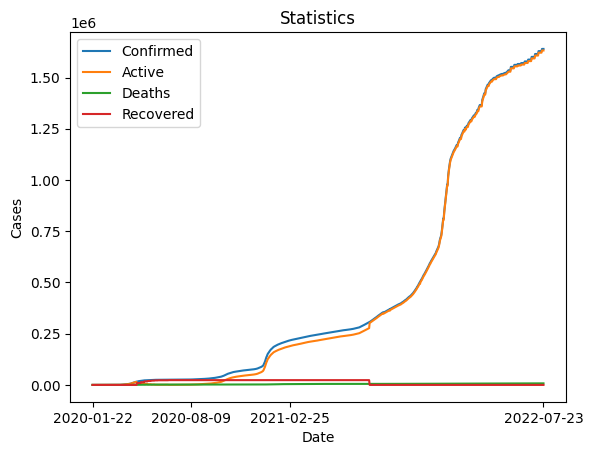 Statistics
1e6
Confirmed
Active
Deaths
Recovered
1.50
1.25
1.00
0.75
0.50
0.25
0.00
Cases
2020-01-22 2020-08-09 2021-02-25 2022-07-23
Date